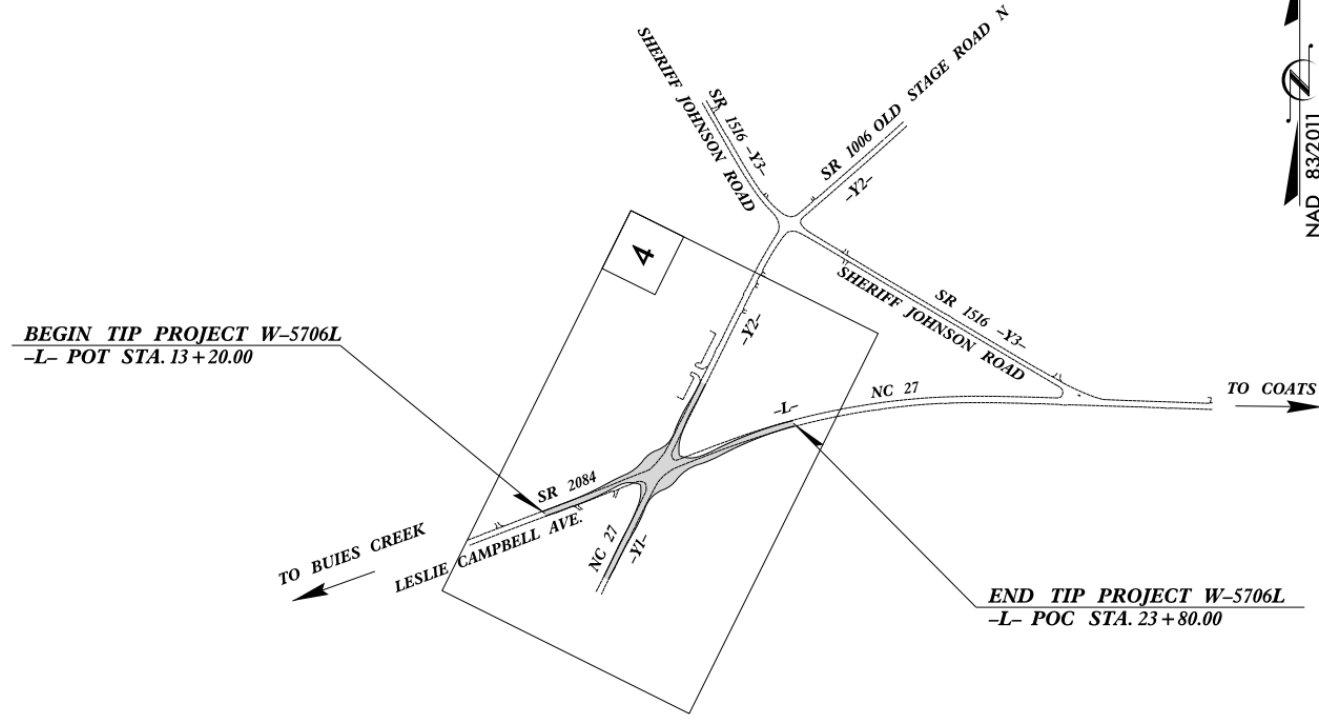 SHERIFF JOHNSON ROAD
SR 1516 -Y3-
SR 1006 OLD STAGE ROAD N
-Y2-
NAD 83/2011
4
SHERIFF JOHNSON ROAD
SR 1516 -Y3-
-Y2-
BEGIN TIP PROJECT W-5706L
-L- POT STA. 13+20.00
NC 27
-L-
TO COATS
SR 2084
LESLIE CAMPBELL AVE.
TO BUIES CREEK
NC 27
-Y1-
END TIP PROJECT W-5706L
-L- POC STA. 23+80.00